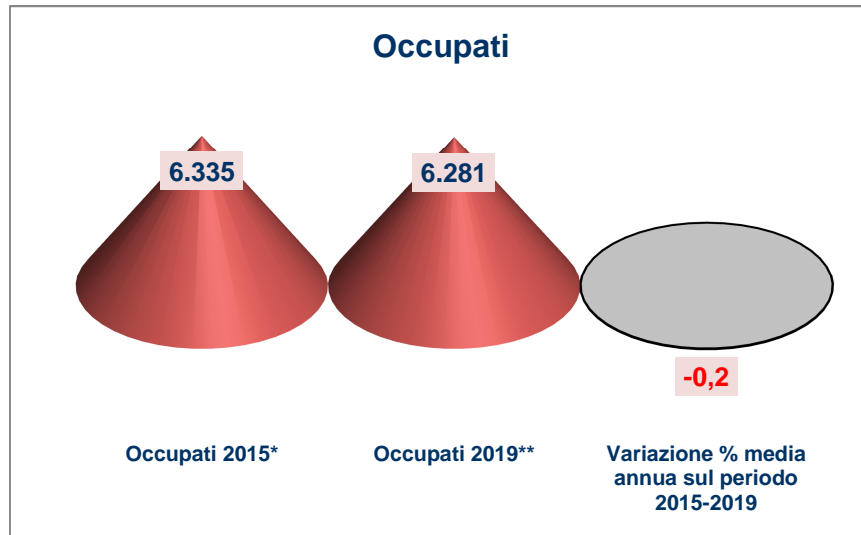 Occupati
6.335
6.281
-0,2
Occupati 2015*
Occupati 2019**
Variazione % media
annua sul periodo
2015-2019